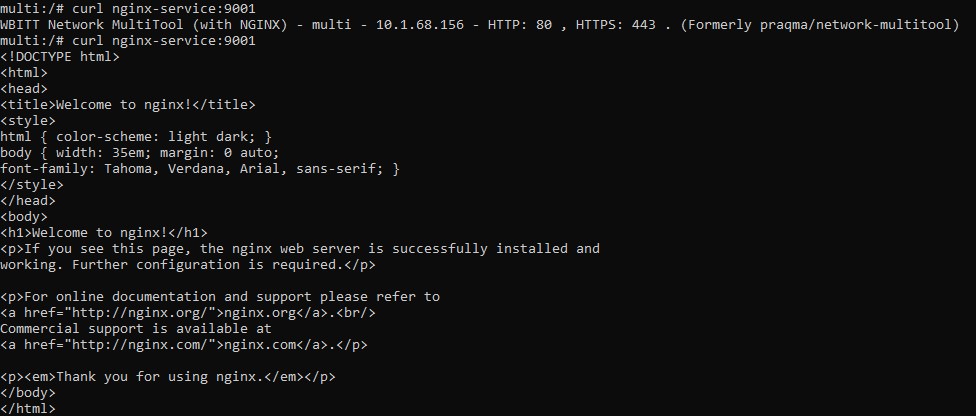 multi:/# curl nginx-service:9001
WBITT Network MultiTool (with NGINX) - multi - 10.1.68.156 - HTTP: 80 , HTTPS: 443 . (Formerly praqma/network-multitool)
multi:/# curl nginx-service:9001
<!DOCTYPE html>
<html>
<head>
<title>Welcome to nginx!</title>
<style>
html { color-scheme: light dark; }
body { width: 35em; margin: 0 auto;
font-family: Tahoma, Verdana, Arial, sans-serif; }
</style>
</head>
<body>
<h1>Welcome to nginx!</h1>
<p>If you see this page, the nginx web server is successfully installed and
working. Further configuration is required.</p>

<p>For online documentation and support please refer to
<a href="http://nginx.org/">nginx.org</a>.<br/>
Commercial support is available at
<a href="http://nginx.com/">nginx.com</a>.</p>

<p><em>Thank you for using nginx.</em></p>
</body>
</html>